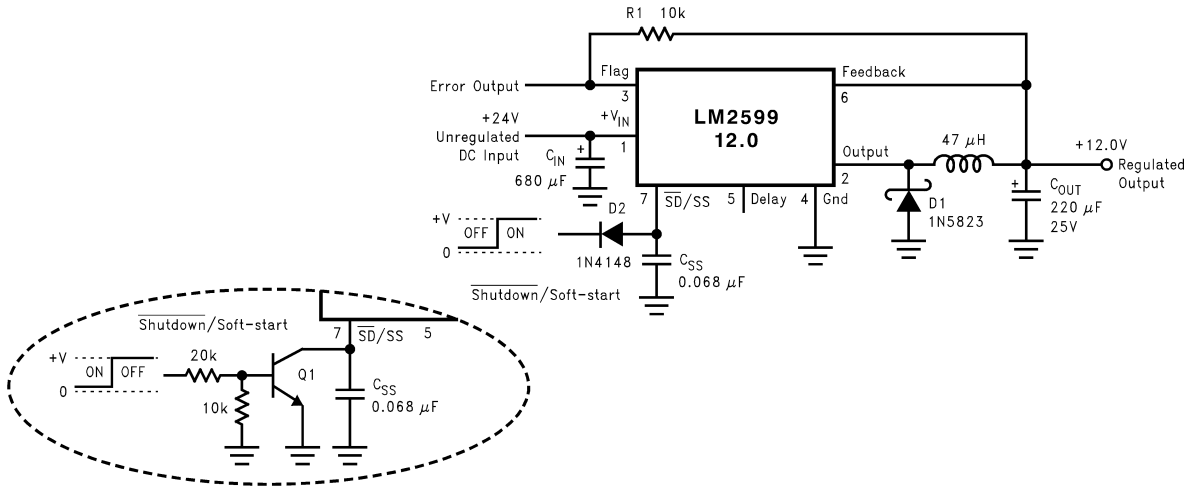 R1 10k
Flag
Feedback
Error Output
3
6
LM2599
12.0
+24V
Unregulated
DC Input
+VIN
1
CIN
+
680 µF
Output
2
47 µH
+12.0V
Regulated
Output
+
COUT
220 µF
25V
D1
1N5823
7
SD/SS
5
Delay
4
Gnd
D2
1N4148
+V
OFF
ON
0
CSS
0.068 µF
Shutdown/Soft-start
Shutdown/Soft-start
7
SD/SS
5
+V
ON
OFF
0
20k
10k
Q1
CSS
0.068 µF